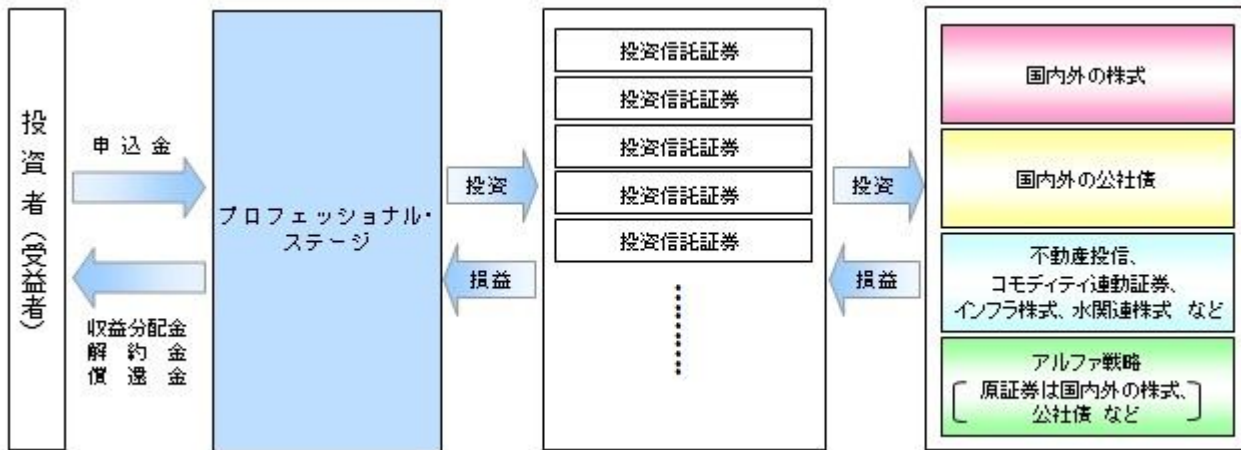 投資者(受益者)
申込金
収益分配金
解約金
償還金
プロフェッショナル・
ステージ
投資
損益
投資信託証券
投資信託証券
投資信託証券
投資信託証券
投資信託証券
投資
損益
国内外の株式
国内外の公社債
不動産投信、
コモディティ連動証券、
インフラ株式、水関連株式 など
アルファ戦略
原証券は国内外の株式、
公社債 など